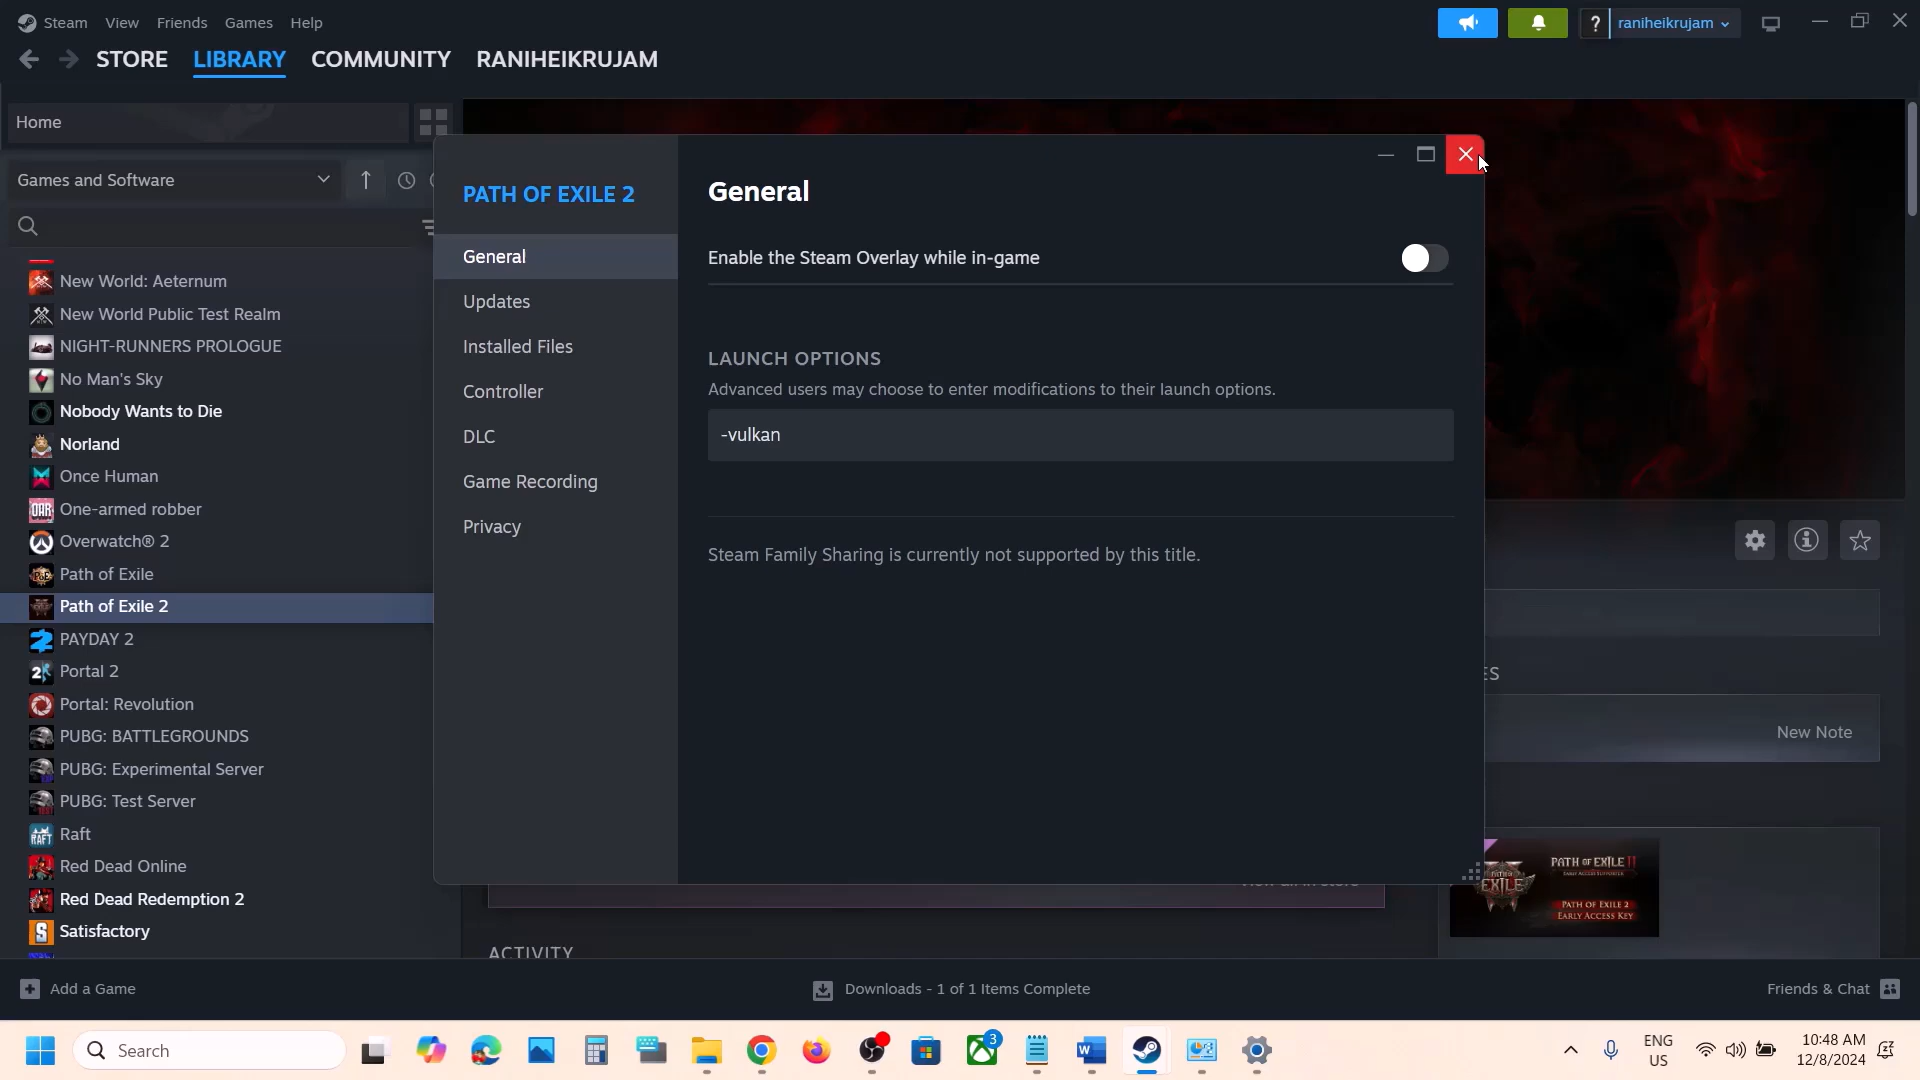 Steam View Friends Games Help
raniheikrujam
STORE LIBRARY COMMUNITY RANIHEIKRUJAM
Home
Games and Software
New World: Aeternum
New World Public Test Realm
NIGHT-RUNNERS PROLOGUE
No Man's Sky
Nobody Wants to Die
Norland
Once Human
One-armed robber
Overwatch® 2
Path of Exile
Path of Exile 2
PAYDAY 2
Portal 2
Portal: Revolution
PUBG: BATTLEGROUNDS
PUBG: Experimental Server
PUBG: Test Server
Raft
Red Dead Online
Red Dead Redemption 2
Satisfactory
PATH OF EXILE 2
General
Updates
Installed Files
Controller
DLC
Game Recording
Privacy
General
Enable the Steam Overlay while in-game
LAUNCH OPTIONS
Advanced users may choose to enter modifications to their launch options.
-vulkan
Steam Family Sharing is currently not supported by this title.
ES
New Note
PATH OF EXILE II
EARLY ACCESS SUPPORTER
EXILE
PATH OF EXILE 2
EARLY ACCESS KEY
ACTIVITY
Add a Game
Downloads - 1 of 1 Items Complete
Friends & Chat
Search
3
ENG
US
10:48 AM
12/8/2024